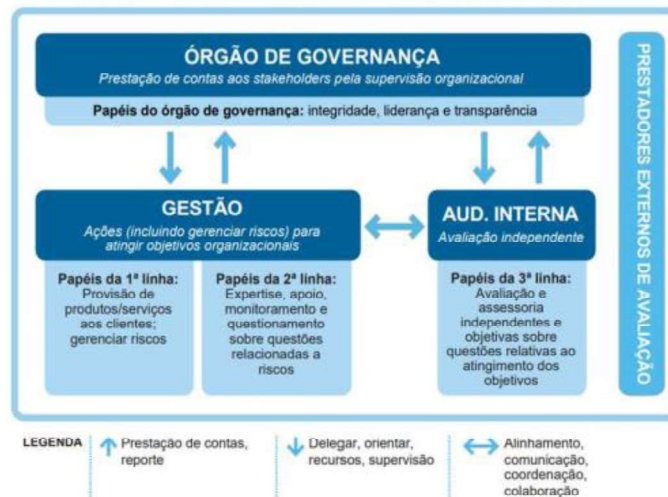 ÓRGÃO DE GOVERNANÇA
Prestação de contas aos stakeholders pela supervisão organizacional
Papéis do órgão de governança: integridade, liderança e transparência
GESTÃO
Ações (incluindo gerenciar riscos) para
atingir objetivos organizacionais
Papéis da 1ª linha:
Provisão de
produtos/serviços
aos clientes;
gerenciar riscos
Papéis da 2ª linha:
Expertise, apoio,
monitoramento e
questionamento
sobre questões
relacionadas a
riscos
AUD. INTERNA
Avaliação independente
Papéis da 3ª linha:
Avaliação e
assessoria
independentes e
objetivas sobre
questões relativas ao
atingimento dos
objetivos
PRESTADORES EXTERNOS DE AVALIAÇÃO
LEGENDA
Prestação de contas,
reporte
Delegar, orientar,
recursos, supervisão
Alinhamento,
comunicação,
coordenação,
colaboração